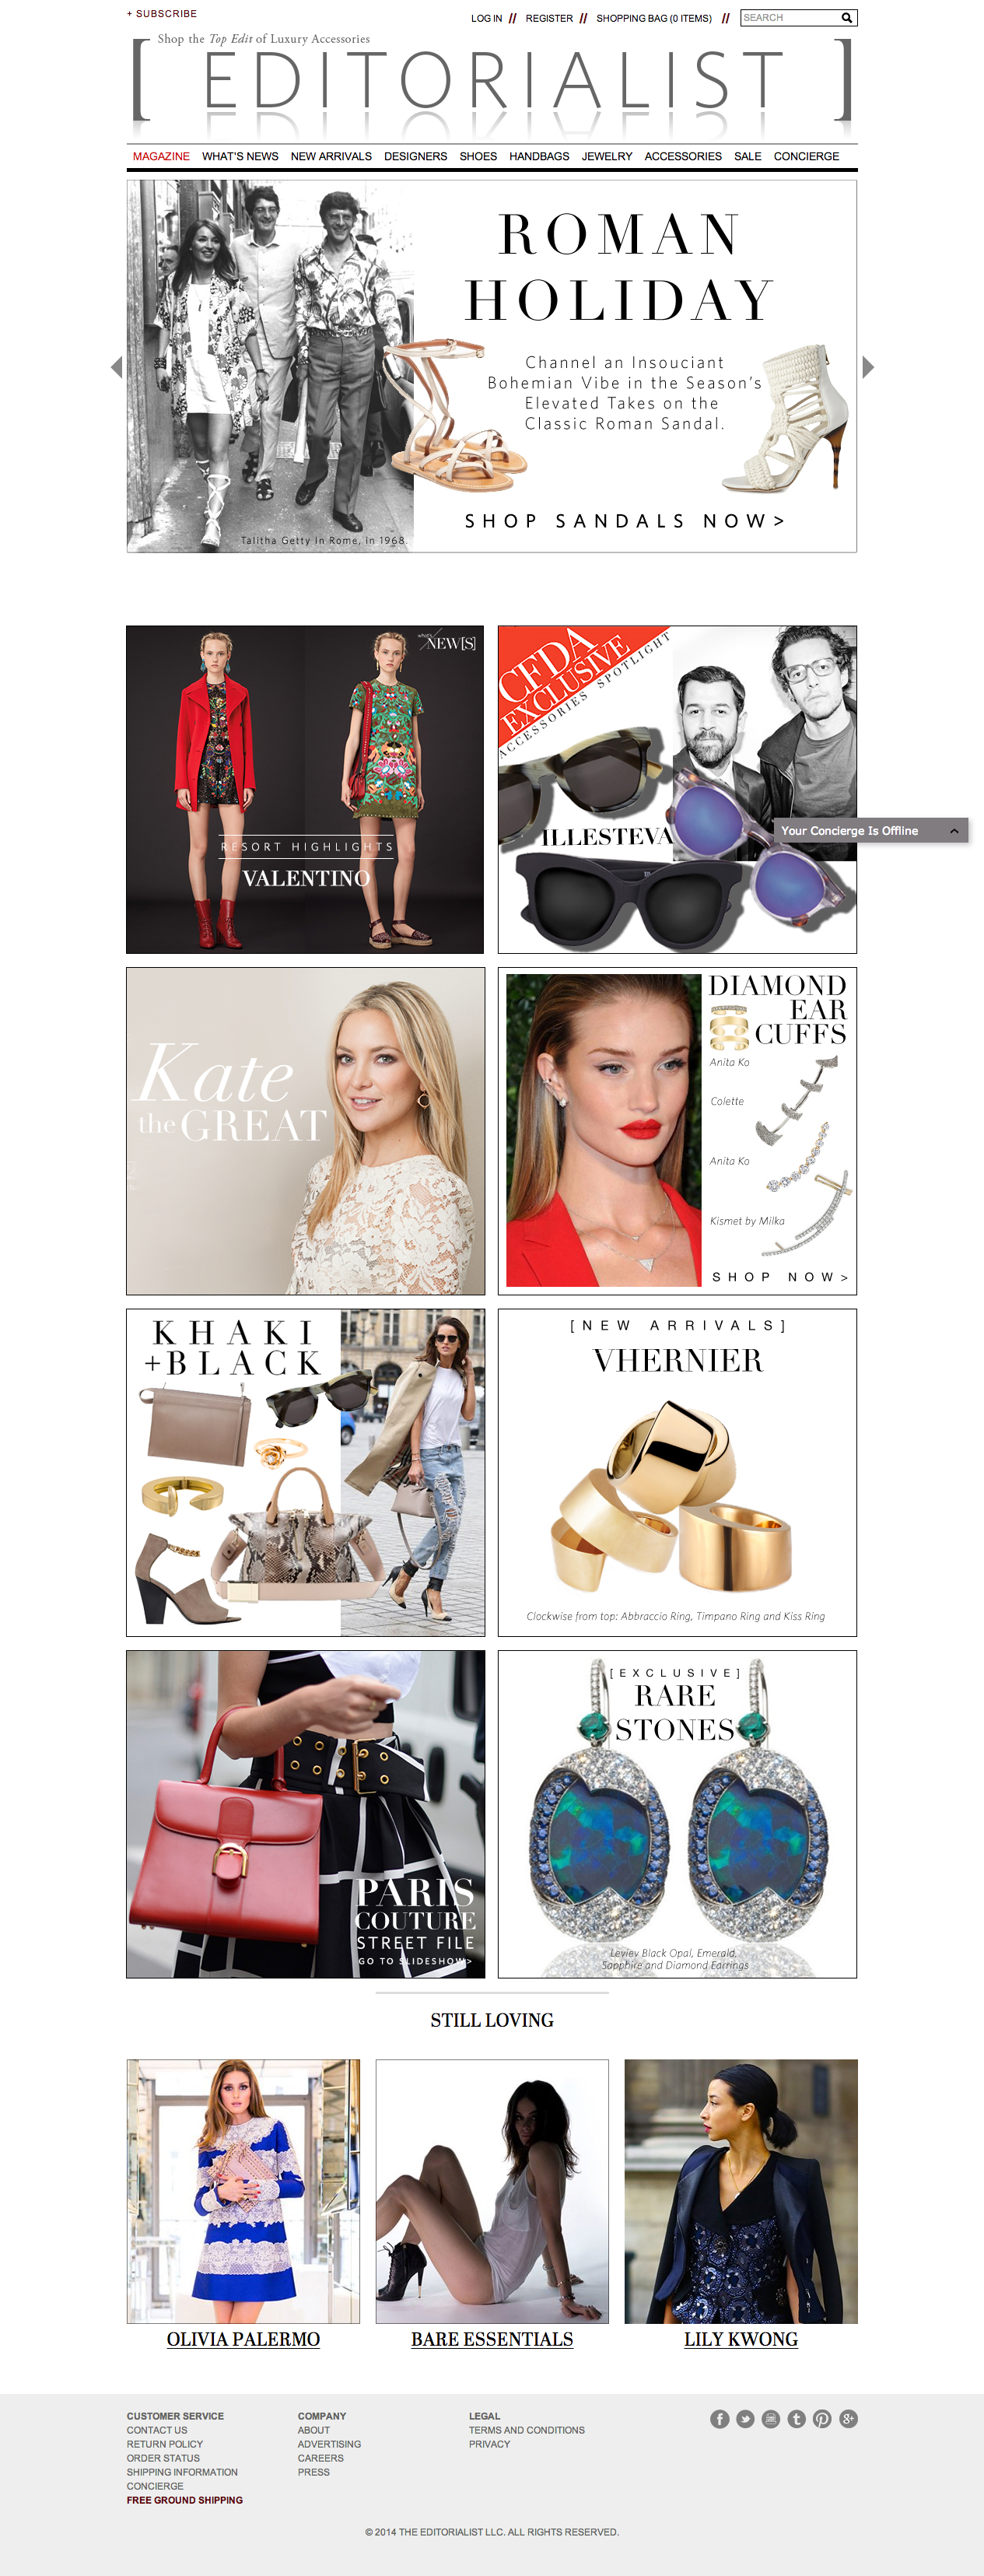 + SUBSCRIBE
LOG IN // REGISTER // SHOPPING BAG (0 ITEMS) // SEARCH
Shop the Top Edit of Luxury Accessories
[ EDITORIALIST ]
MAGAZINE WHAT'S NEWS NEW ARRIVALS DESIGNERS SHOES HANDBAGS JEWELRY ACCESSORIES SALE CONCIERGE
ROMAN
HOLIDAY
Channel an Insouciant
Bohemian Vibe in the Season's
Elevated Takes on the
Classic Roman Sandal.
SHOP SANDALS NOW>
Talitha Getty In Rome, in 1968.
what's NEW[S]
RESORT HIGHLIGHTS
VALENTINO
CFDA
EXCLUSIVE
ACCESSORIES SPOTLIGHT
ILLESTEVA
Your Concierge Is Offline
Kate
the GREAT
DIAMOND
EAR
CUFFS
Anita Ko
Colette
Anita Ko
Kismet by Milka
SHOP NOW>
KHAKI
+BLACK
[NEW ARRIVALS]
VHERNIER
Clockwise from top: Abbraccio Ring, Timpano Ring and Kiss Ring
PARIS
COUTURE
STREET FILE
GO TO SLIDESHOW>
[EXCLUSIVE]
RARE
STONES
Leviev Black Opal, Emerald,
Sapphire and Diamond Earrings
STILL LOVING
OLIVIA PALERMO
BARE ESSENTIALS
LILY KWONG
CUSTOMER SERVICE
CONTACT US
RETURN POLICY
ORDER STATUS
SHIPPING INFORMATION
CONCIERGE
FREE GROUND SHIPPING
COMPANY
ABOUT
ADVERTISING
CAREERS
PRESS
LEGAL
TERMS AND CONDITIONS
PRIVACY
© 2014 THE EDITORIALIST LLC. ALL RIGHTS RESERVED.